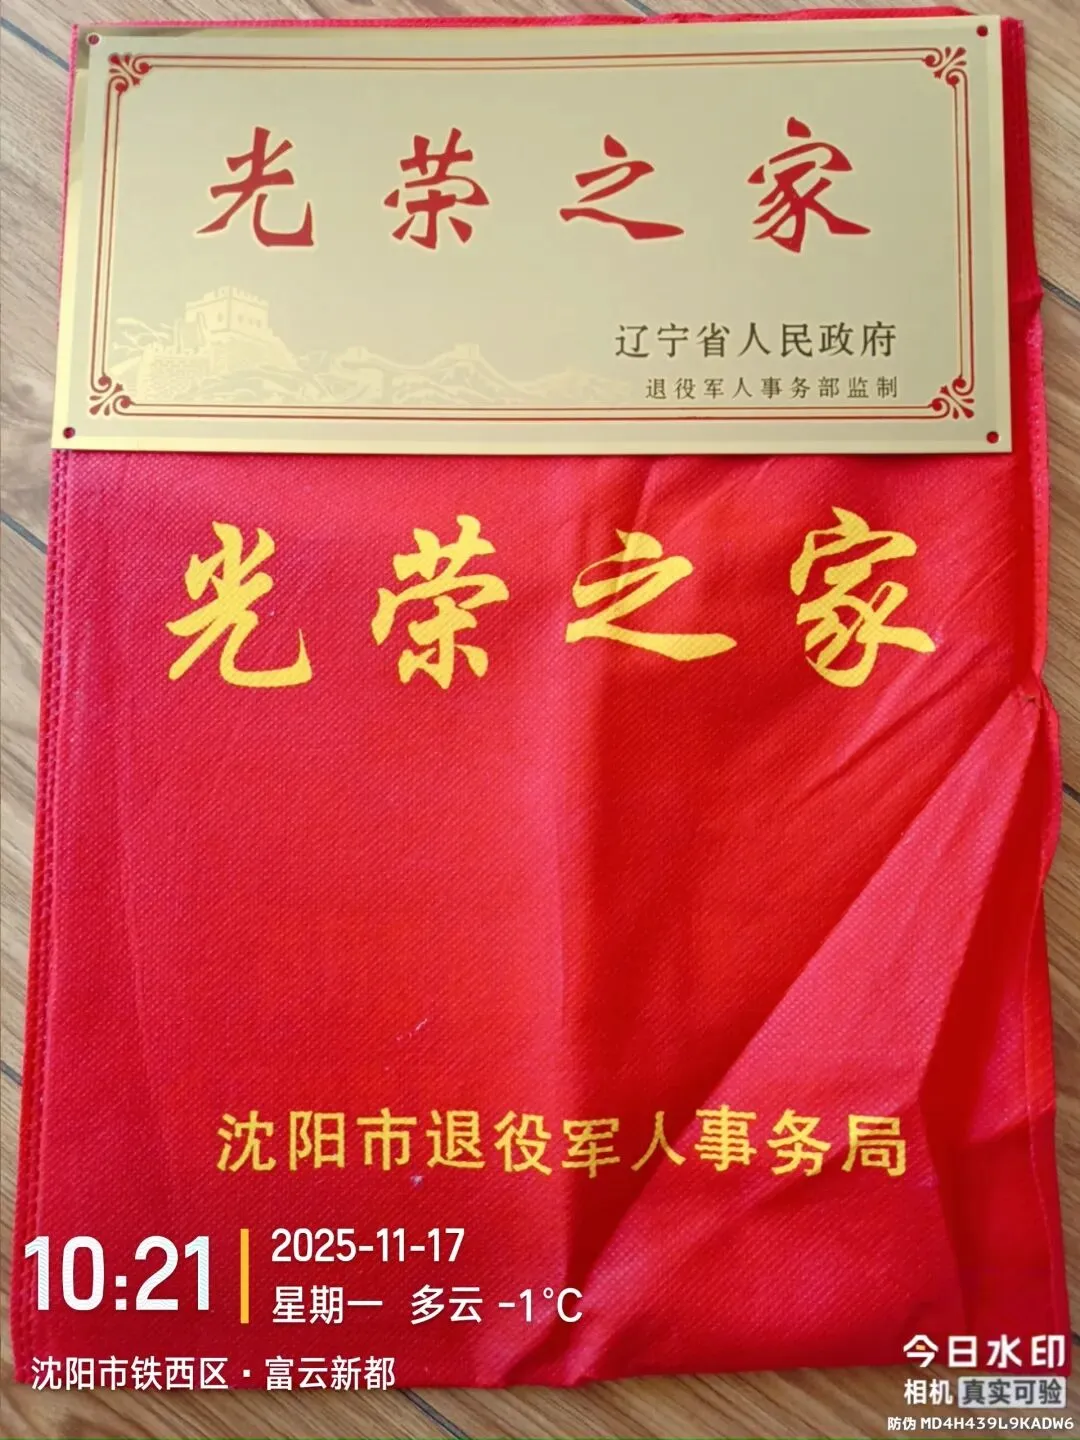 光荣之家
辽宁省人民政府
退役军人事务部监制
光荣之家
沈阳市退役军人事务局
10:21
2025-11-17
星期一 多云 -1°C
沈阳市铁西区·富云新都
今日水印
相机 真实可验
防伪 MD4H439L9KADW6